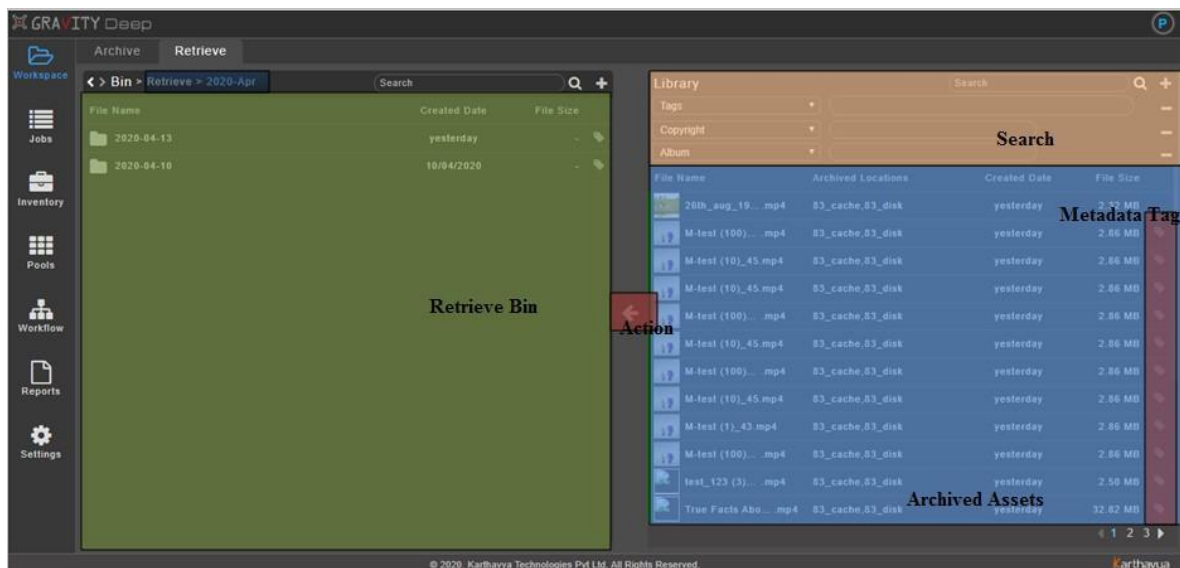 GRAVITY Deep
P
Archive
Retrieve
Workspace
Jobs
Inventory
Pools
Workflow
Reports
Settings
< > Bin > Retrieve > 2020-Apr
Search
File Name Created Date File Size
2020-04-13 yesterday -
2020-04-10 10/04/2020 -
Retrieve Bin
Action
Library
Search
Tags
Copyright
Album
Search
File Name Archived Locations Created Date File Size
26th_aug_19... .mp4 83_cache,83_disk yesterday 2.32 MB
Metadata Tag
M-test (100)... .mp4 83_cache,83_disk yesterday 2.86 MB
M-test (10)_45.mp4 83_cache,83_disk yesterday 2.86 MB
M-test (10)_45.mp4 83_cache,83_disk yesterday 2.86 MB
M-test (100)... .mp4 83_cache,83_disk yesterday 2.86 MB
M-test (10)_45.mp4 83_cache,83_disk yesterday 2.86 MB
M-test (100)... .mp4 83_cache,83_disk yesterday 2.86 MB
M-test (10)_45.mp4 83_cache,83_disk yesterday 2.86 MB
M-test (1)_43.mp4 83_cache,83_disk yesterday 2.86 MB
M-test (100)... .mp4 83_cache,83_disk yesterday 2.86 MB
test_123 (3)... .mp4 83_cache,83_disk yesterday 2.50 MB
Archived Assets
True Facts Abo... .mp4 83_cache,83_disk yesterday 32.82 MB
1 2 3
© 2020 Karthavya Technologies Pvt Ltd. All Rights Reserved.
Karthavya